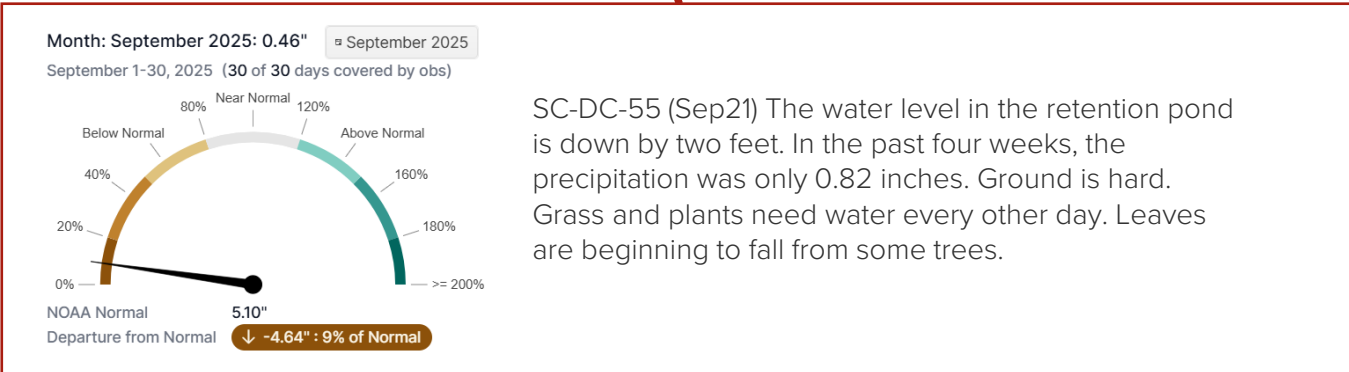 Month: September 2025: 0.46"
September 2025
September 1-30, 2025 (30 of 30 days covered by obs)
Near Normal
80%
120%
Below Normal
Above Normal
40%
160%
20%
180%
0%
>= 200%
NOAA Normal 5.10"
Departure from Normal ↓ -4.64" : 9% of Normal
SC-DC-55 (Sep21) The water level in the retention pond
is down by two feet. In the past four weeks, the
precipitation was only 0.82 inches. Ground is hard.
Grass and plants need water every other day. Leaves
are beginning to fall from some trees.